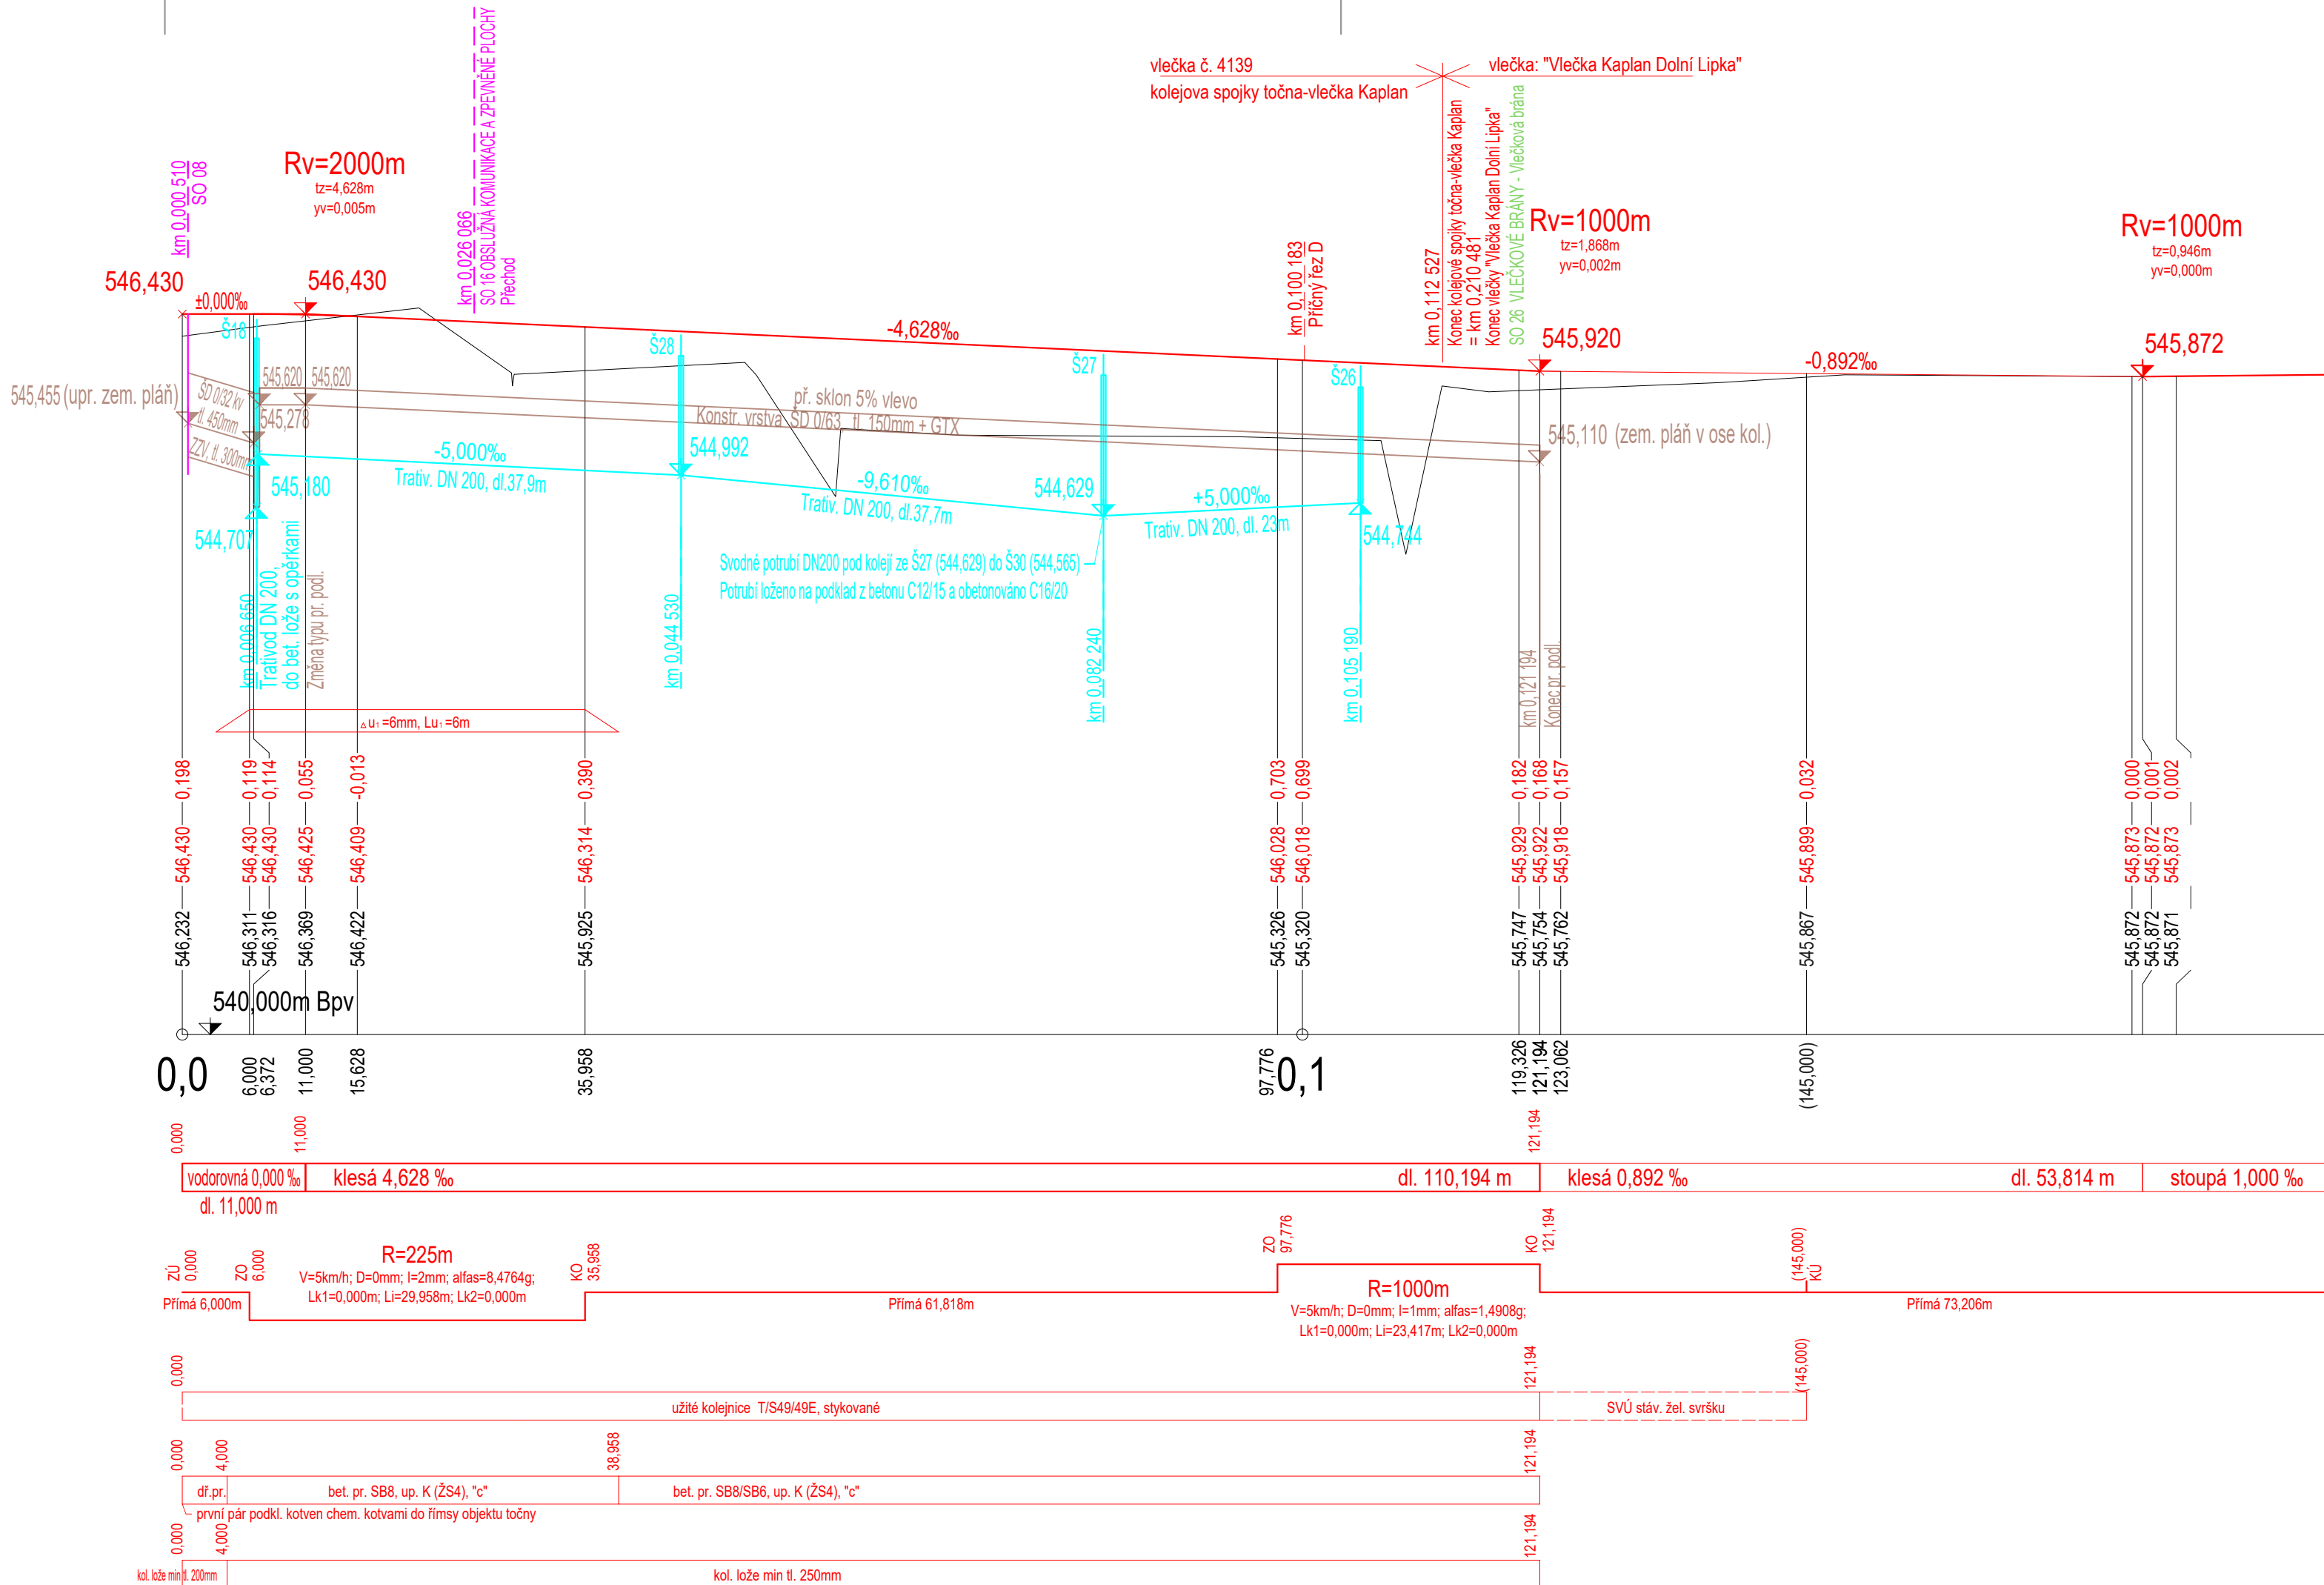 vlečka č. 4139
kolejova spojky točna-vlečka Kaplan
vlečka: "Vlečka Kaplan Dolní Lipka"
km 0,000 510
SO 08
Rv=2000m
tz=4,628m
yv=0,005m
km 0,026 066
SO 16 OBSLUŽNÁ KOMUNIKACE A ZPEVNĚNÉ PLOCHY
Přechod
km 0,100 183
Příčný řez D
km 0,112 527
Konec kolejové spojky točna-vlečka Kaplan
= km 0,210 481
Konec vlečky "Vlečka Kaplan Dolní Lipka"
SO 26 VLEČKOVÉ BRÁNY - Vlečková brána
Rv=1000m
tz=1,868m
yv=0,002m
Rv=1000m
tz=0,946m
yv=0,000m
546,430
546,430
±0,000‰
-4,628‰
545,920
-0,892‰
545,872
Š18
Š28
Š27
Š26
545,455 (upr. zem. pláň)
ŠD 0/32 kv
tl. 450mm
ZZV. tl. 300mm
545,620
545,620
545,278
př. sklon 5% vlevo
Konstr. vrstva ŠD 0/63 tl. 150mm + GTX
545,110 (zem. pláň v ose kol.)
-5,000‰
Trativ. DN 200, dl.37,9m
544,992
-9,610‰
Trativ. DN 200, dl.37,7m
544,629
+5,000‰
Trativ. DN 200, dl. 23m
544,744
545,180
544,707
Svodné potrubí DN200 pod kolejí ze Š27 (544,629) do Š30 (544,565)
Potrubí loženo na podklad z betonu C12/15 a obetonováno C16/20
km 0,006 650
Trativod DN 200,
do bet. lože s opěrkami
Změna typu pr. podl.
km 0,044 530
km 0,082 240
km 0,105 190
km 0,121 194
Konec pr. podl.
△u₁=6mm, Lu₁=6m
0,198
0,119
0,114
0,055
-0,013
0,390
0,703
0,699
0,182
0,168
0,157
0,032
0,000
0,001
0,002
546,430
546,430
546,430
546,425
546,409
546,314
546,028
546,018
545,929
545,922
545,918
545,899
545,873
545,872
545,873
546,232
546,311
546,316
546,369
546,422
545,925
545,326
545,320
545,747
545,754
545,762
545,867
545,872
545,872
545,871
540,000m Bpv
0,0
6,000
6,372
11,000
15,628
35,958
97,776
0,1
119,326
121,194
123,062
(145,000)
0,000
11,000
121,194
vodorovná 0,000 ‰
klesá 4,628 ‰
dl. 110,194 m
klesá 0,892 ‰
dl. 53,814 m
stoupá 1,000 ‰
dl. 11,000 m
ZÚ
0,000
ZO
6,000
KO
35,958
ZO
97,776
KO
121,194
(145,000)
KÚ
R=225m
V=5km/h; D=0mm; I=2mm; alfas=8,4764g;
Lk1=0,000m; Li=29,958m; Lk2=0,000m
Přímá 6,000m
Přímá 61,818m
R=1000m
V=5km/h; D=0mm; I=1mm; alfas=1,4908g;
Lk1=0,000m; Li=23,417m; Lk2=0,000m
Přímá 73,206m
0,000
121,194
(145,000)
užité kolejnice T/S49/49E, stykované
SVÚ stáv. žel. svršku
0,000
4,000
38,958
121,194
dř.pr.
bet. pr. SB8, up. K (ŽS4), "c"
bet. pr. SB8/SB6, up. K (ŽS4), "c"
první pár podkl. kotven chem. kotvami do římsy objektu točny
0,000
4,000
121,194
kol. lože min tl. 200mm
kol. lože min tl. 250mm